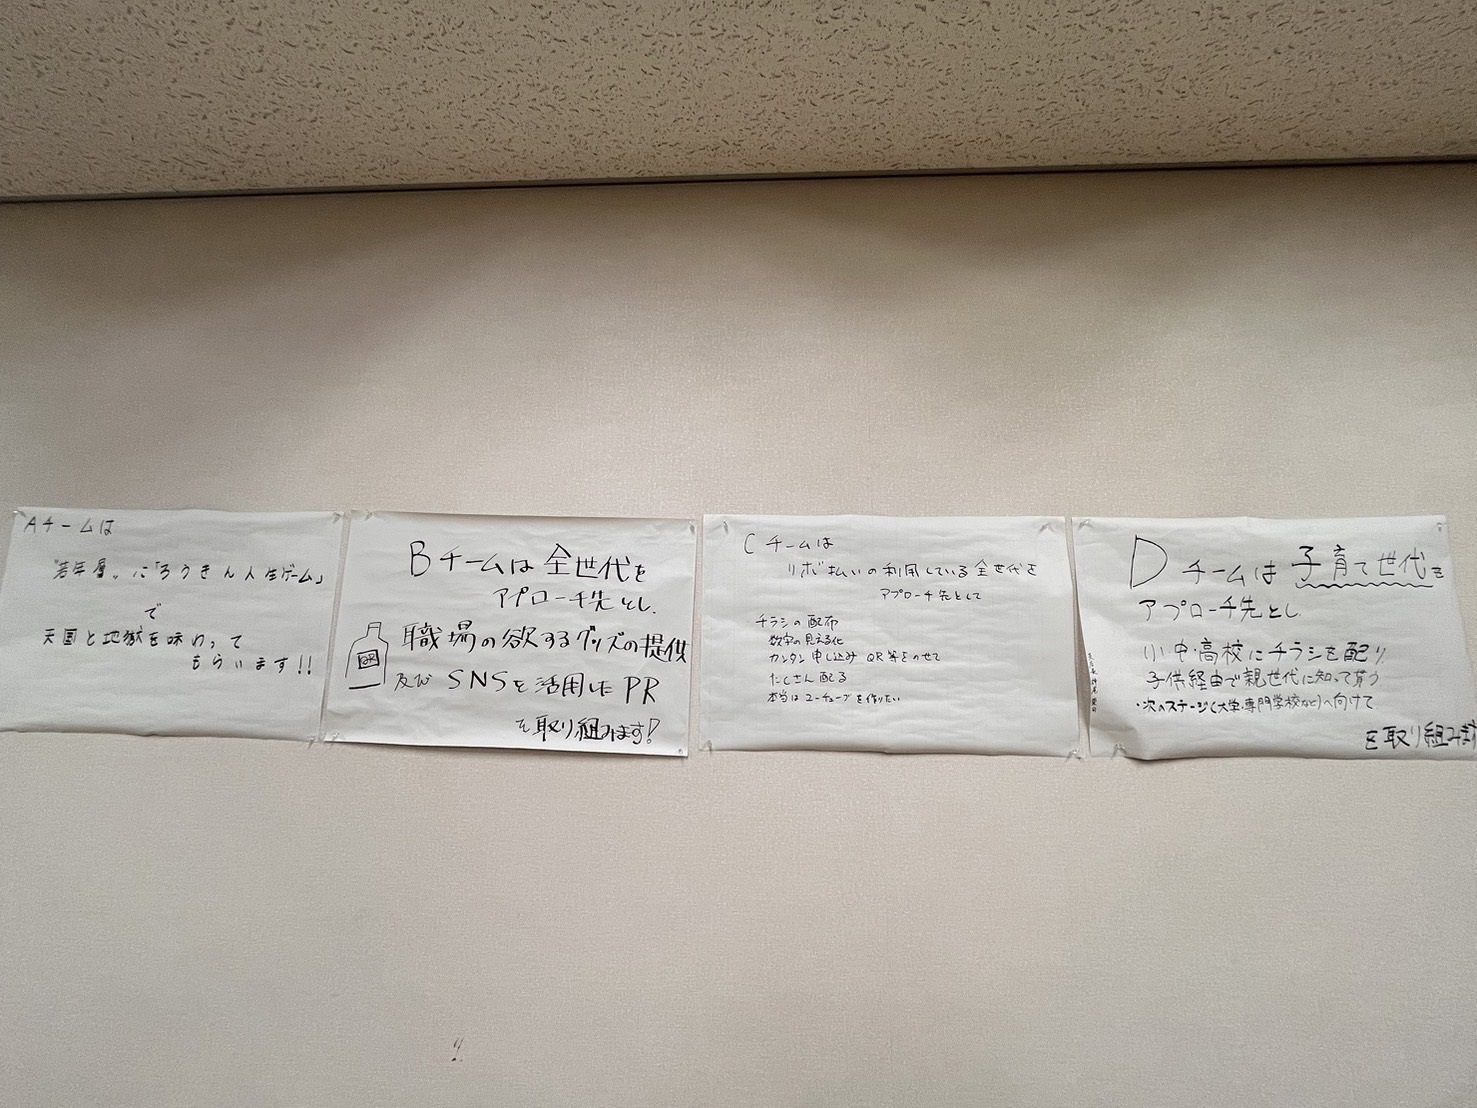 Aチームは
"若年層"に「ろうきん人生ゲーム」
で
天国と地獄を味わって
もらいます!!
Bチームは全世代を
アプローチ先とし、
職場の欲するグッズの提供
QR
及び SNSを活用した PR
を取り組みます!
Cチームは
リボ払いの利用している全世代を
アプローチ先として
チラシの配布
数字の見える化
カンタン申し込み QR等をのせて
たくさん配る
本当はユーチューブを作りたい
Dチームは子育て世代を
アプローチ先とし
小・中・高校にチラシを配り
子供経由で親世代に知って貰う
・次のステージ(大学、専門学校など)へ向けて
を取り組みます